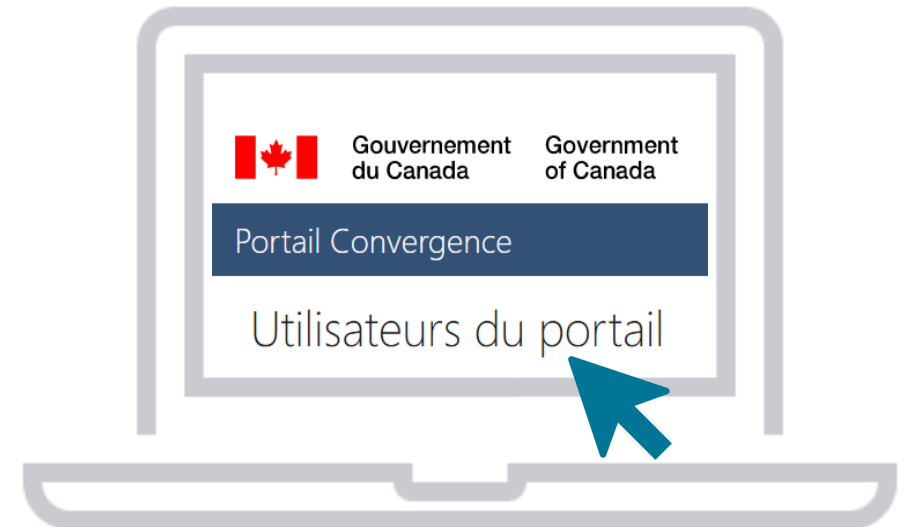 Gouvernement
du Canada
Government
of Canada
Portail Convergence
Utilisateurs du portail